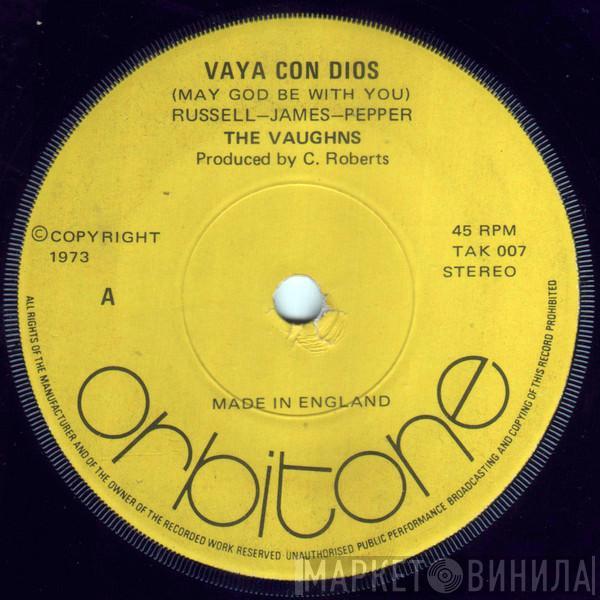 VAYA CON DIOS
(MAY GOD BE WITH YOU)
RUSSELL—JAMES—PEPPER
THE VAUGHNS
Produced by C. Roberts
©COPYRIGHT
1973
A
45 RPM
TAK 007
STEREO
MADE IN ENGLAND
orbitone
ALL RIGHTS OF THE MANUFACTURER AND OF THE OWNER OF THE RECORDED WORK RESERVED UNAUTHORISED PUBLIC PERFORMANCE BROADCASTING AND COPYING OF THIS RECORD PROHIBITED
МАРКЕТ ВИНИЛА